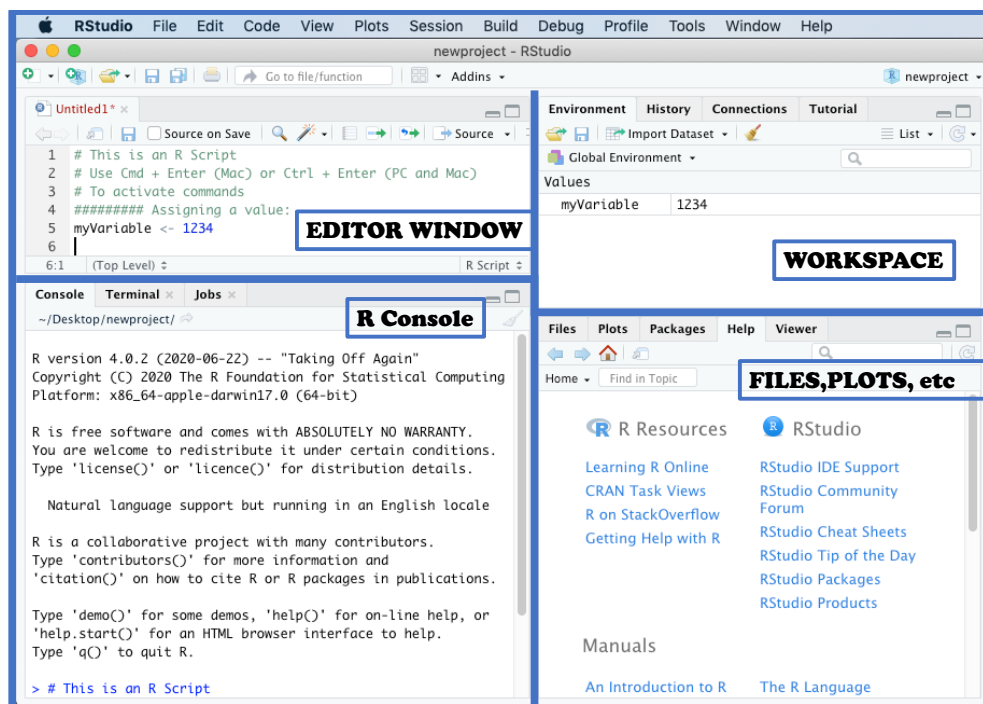 RStudio File Edit Code View Plots Session Build Debug Profile Tools Window Help
newproject - RStudio
Go to file/function Addins newproject
Untitled1*
Source on Save Source
1 # This is an R Script
2 # Use Cmd + Enter (Mac) or Ctrl + Enter (PC and Mac)
3 # To activate commands
4 ######### Assigning a value:
5 myVariable <- 1234
6
EDITOR WINDOW
6:1 (Top Level) R Script
Console Terminal Jobs
~/Desktop/newproject/
R Console
R version 4.0.2 (2020-06-22) -- "Taking Off Again"
Copyright (C) 2020 The R Foundation for Statistical Computing
Platform: x86_64-apple-darwin17.0 (64-bit)
R is free software and comes with ABSOLUTELY NO WARRANTY.
You are welcome to redistribute it under certain conditions.
Type 'license()' or 'licence()' for distribution details.
Natural language support but running in an English locale
R is a collaborative project with many contributors.
Type 'contributors()' for more information and
'citation()' on how to cite R or R packages in publications.
Type 'demo()' for some demos, 'help()' for on-line help, or
'help.start()' for an HTML browser interface to help.
Type 'q()' to quit R.
> # This is an R Script
Environment History Connections Tutorial
Import Dataset List
Global Environment
Values
myVariable 1234
WORKSPACE
Files Plots Packages Help Viewer
Home Find in Topic
FILES,PLOTS, etc
R R Resources
Learning R Online
CRAN Task Views
R on StackOverflow
Getting Help with R
R RStudio
RStudio IDE Support
RStudio Community
Forum
RStudio Cheat Sheets
RStudio Tip of the Day
RStudio Packages
RStudio Products
Manuals
An Introduction to R The R Language